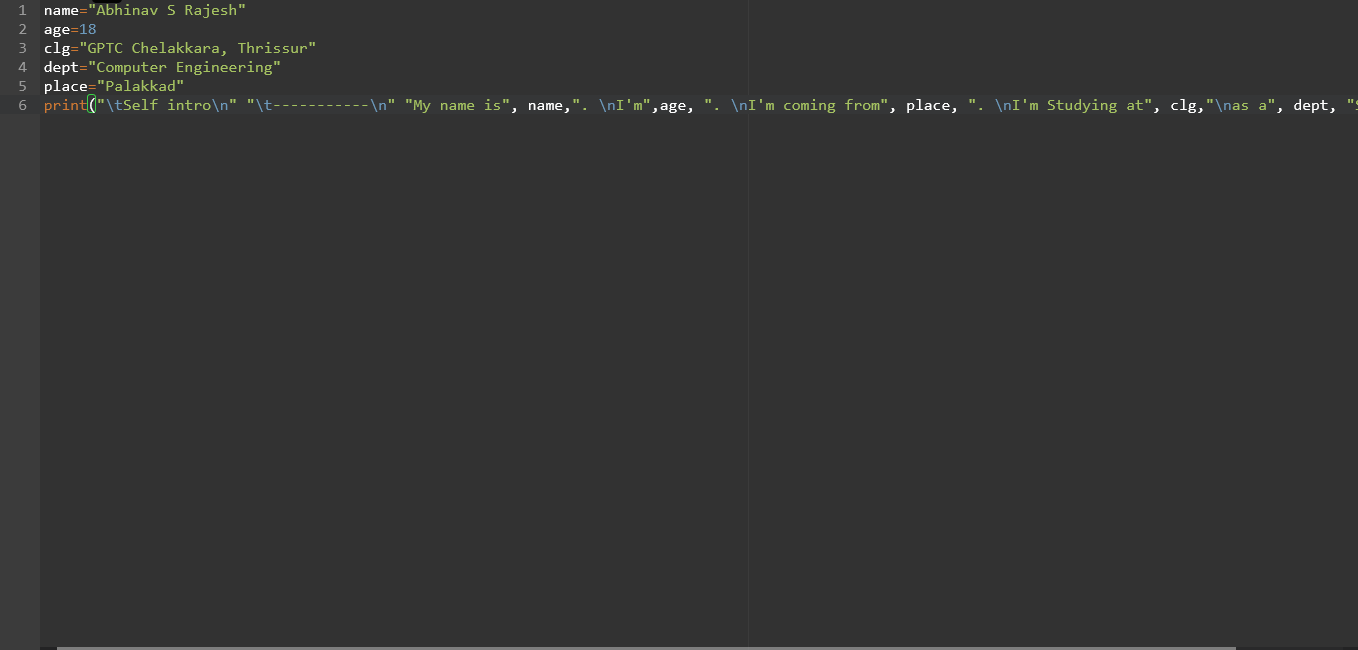 1 name="Abhinav S Rajesh"
2 age=18
3 clg="GPTC Chelakkara, Thrissur"
4 dept="Computer Engineering"
5 place="Palakkad"
6 print("\tSelf intro\n" "\t-----------\n" "My name is", name,". \nI'm",age, ". \nI'm coming from", place, ". \nI'm Studying at", clg,"\nas a", dept, "